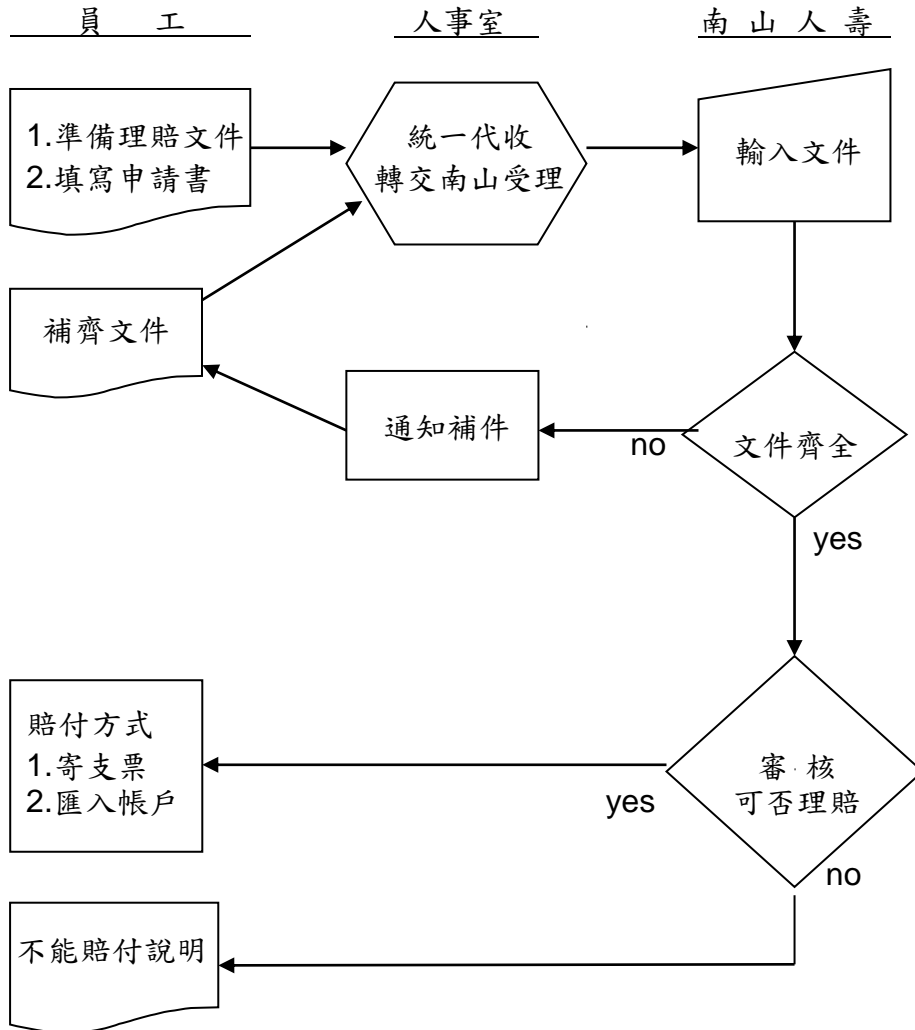 員 工
人事室
南山人壽
1.準備理賠文件
2.填寫申請書
統一代收
轉交南山受理
輸入文件
補齊文件
通知補件
no
文件齊全
yes
賠付方式
1.寄支票
2.匯入帳戶
yes
審核
可否理賠
no
不能賠付說明